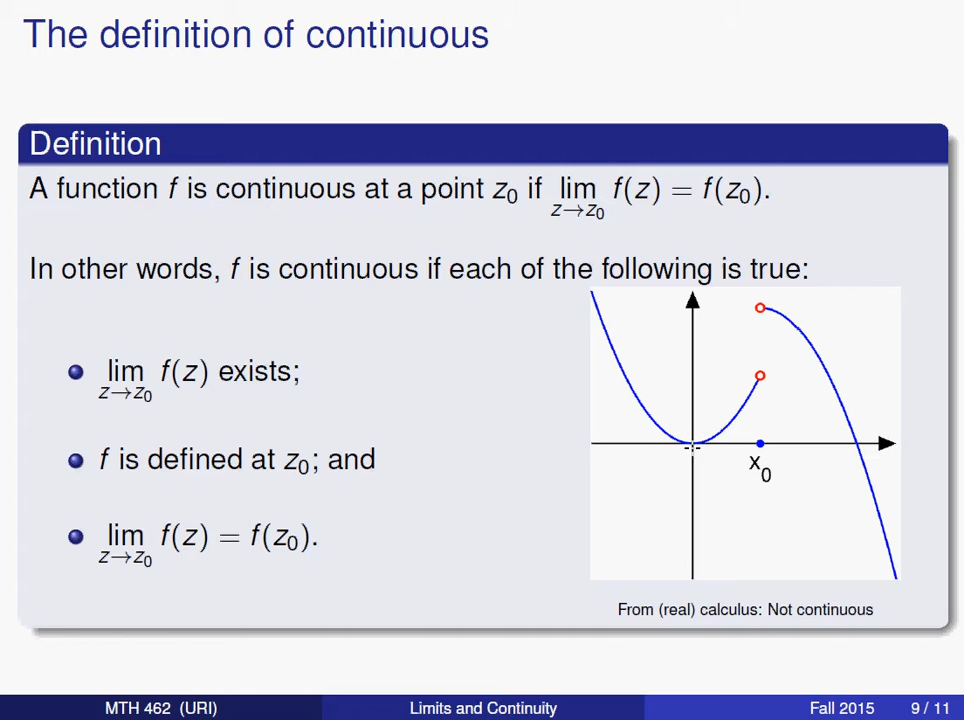 The definition of continuous
Definition
A function f is continuous at a point z₀ if lim f(z) = f(z₀).
z→z₀
In other words, f is continuous if each of the following is true:
lim f(z) exists;
z→z₀
f is defined at z₀; and
lim f(z) = f(z₀).
z→z₀
x₀
From (real) calculus: Not continuous
MTH 462 (URI) Limits and Continuity Fall 2015 9 / 11